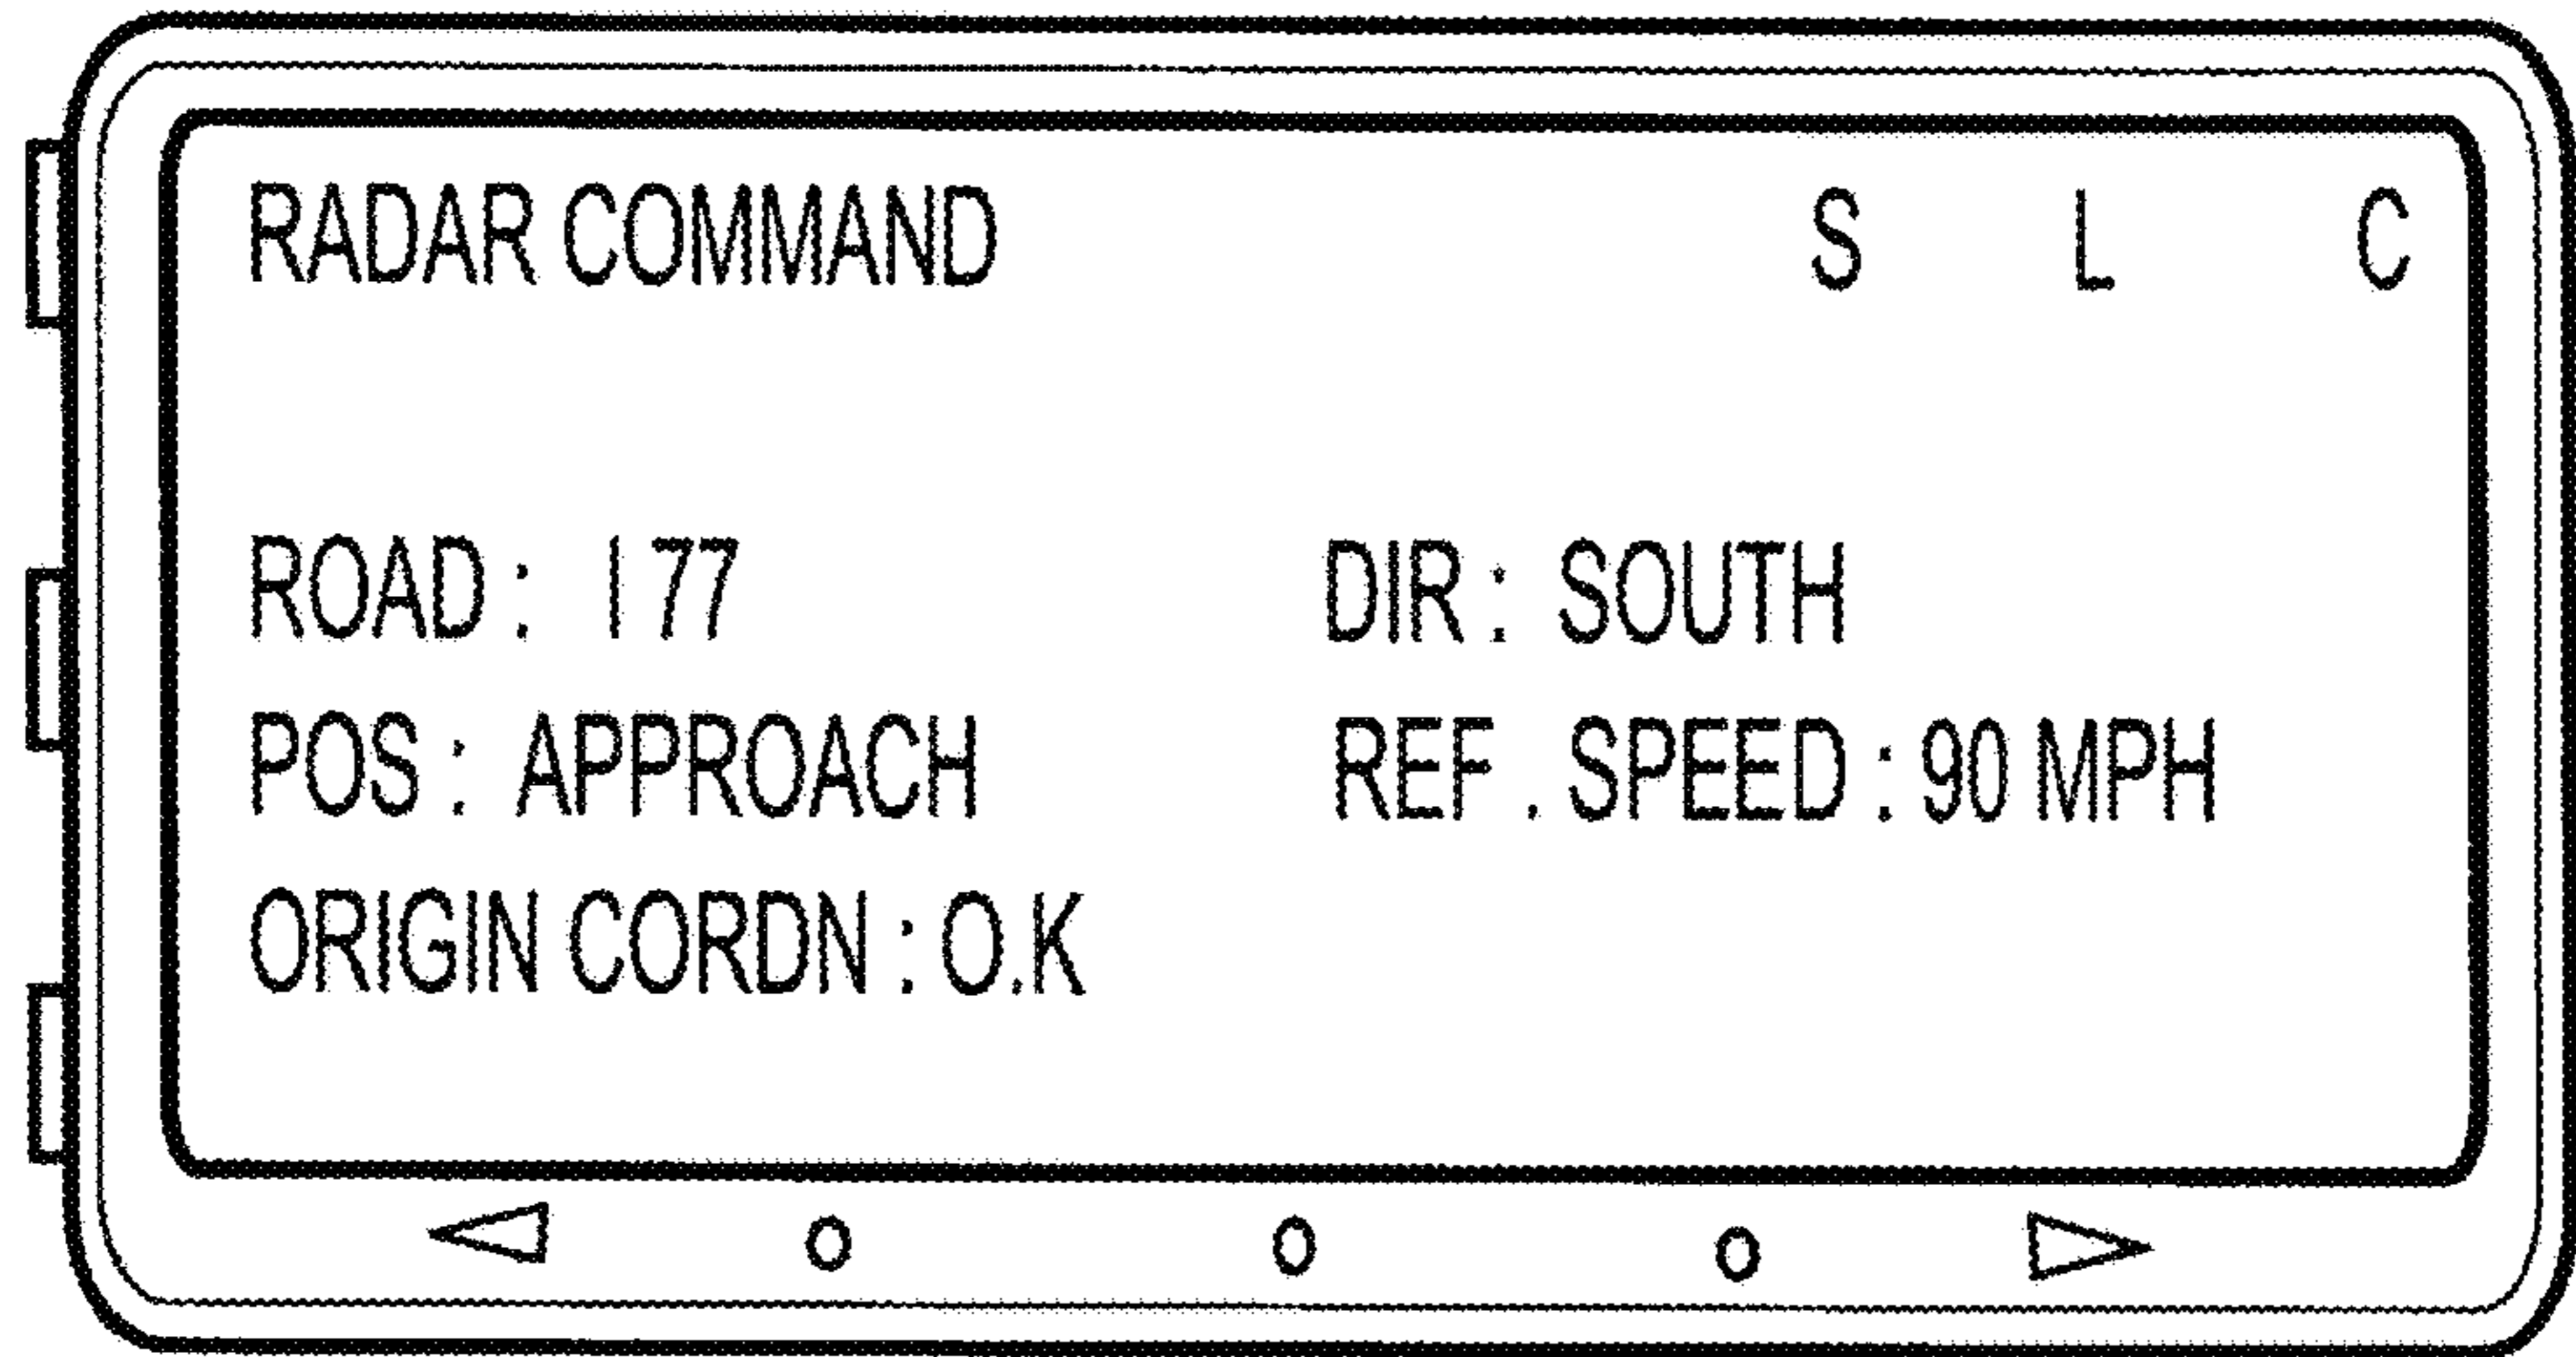 RADAR COMMAND S L C
ROAD : I 77 DIR : SOUTH
POS : APPROACH REF . SPEED : 90 MPH
ORIGIN CORDN : O.K